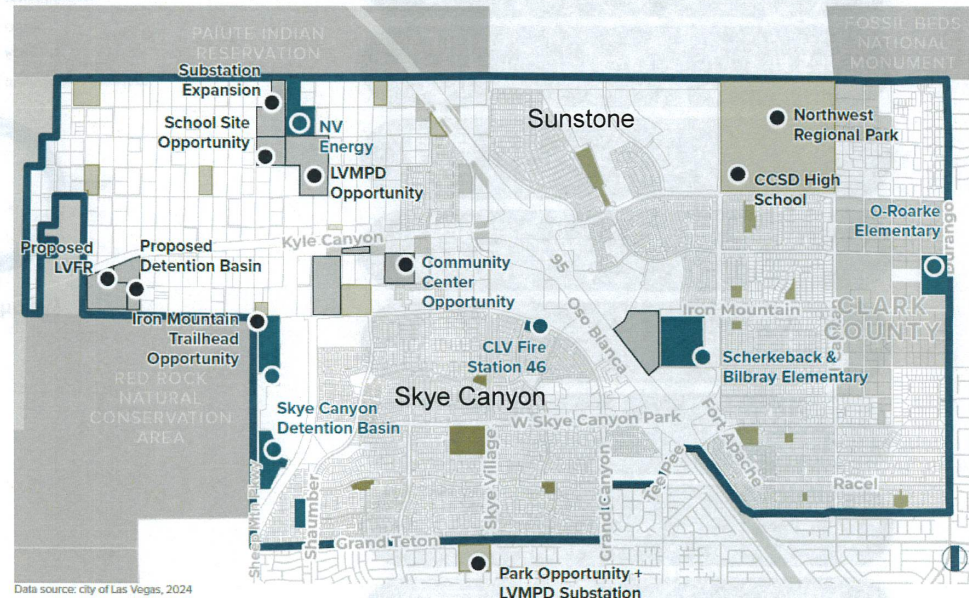 PAIUTE INDIAN
RESERVATION
FOSSIL BEDS
NATIONAL
MONUMENT
Substation
Expansion
School Site
Opportunity
NV
Energy
LVMPD
Opportunity
Sunstone
Northwest
Regional Park
CCSD High
School
O-Roarke
Elementary
Durango
Kyle Canyon
Proposed
LVFR
Proposed
Detention Basin
Community
Center
Opportunity
95
Oso Blanca
Iron Mountain
CLARK
COUNTY
Iron Mountain
Trailhead
Opportunity
CLV Fire
Station 46
Scherkeback &
Bilbray Elementary
RED ROCK
NATURAL
CONSERVATION
AREA
Skye Canyon
Skye Canyon
Detention Basin
W Skye Canyon Park
Fort Apache
Tee Pee
Racel
Skye Village
Grand Canyon
Shaumber
Grand Teton
Park Opportunity +
LVMPD Substation
Data source: city of Las Vegas, 2024